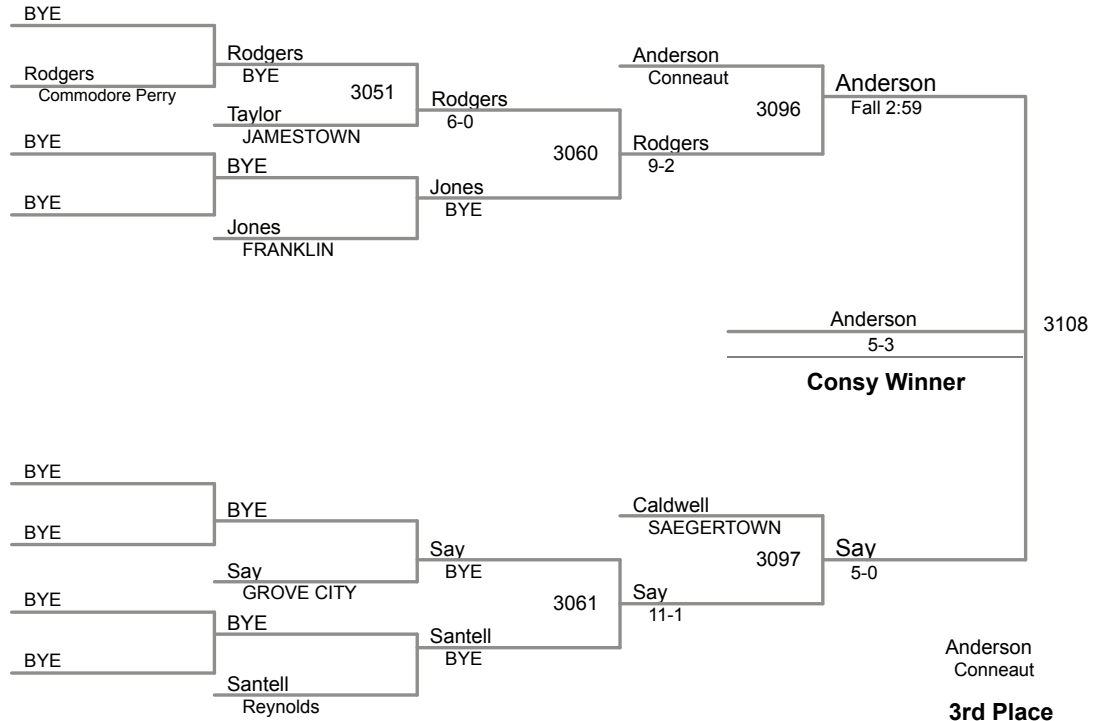 BYE
Rodgers
Commodore Perry
Rodgers
BYE
3051
Taylor
JAMESTOWN
Rodgers
6-0
BYE
BYE
BYE
Jones
FRANKLIN
Jones
BYE
3060
Anderson
Conneaut
Rodgers
9-2
3096
Anderson
Fall 2:59
Anderson
5-3
Consy Winner
3108
BYE
BYE
BYE
Say
GROVE CITY
Say
BYE
BYE
BYE
BYE
Santell
Reynolds
Santell
BYE
3061
Caldwell
SAEGERTOWN
Say
11-1
3097
Say
5-0
Anderson
Conneaut
3rd Place